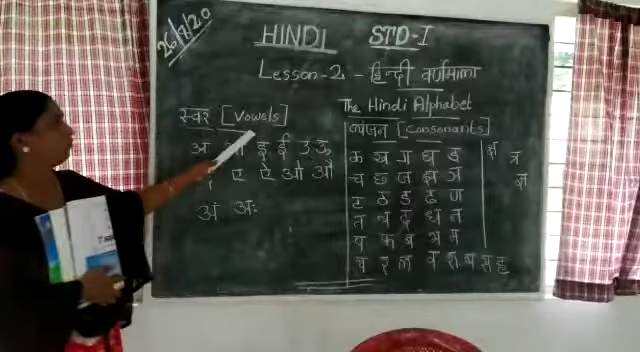 26/8/20
HINDI STD-I
Lesson-2 - हिन्दी वर्णमाला
The Hindi Alphabet
स्वर [Vowels]
अ इ ई उ ऊ
ए ऐ ओ औ
अं अः
व्यंजन [Consonants]
क ख ग घ ङ
च छ ज झ ञ
ट ठ ड ढ ण
त थ द ध न
प फ ब भ म
य र ल व श ष स ह
क्ष त्र
ज्ञ